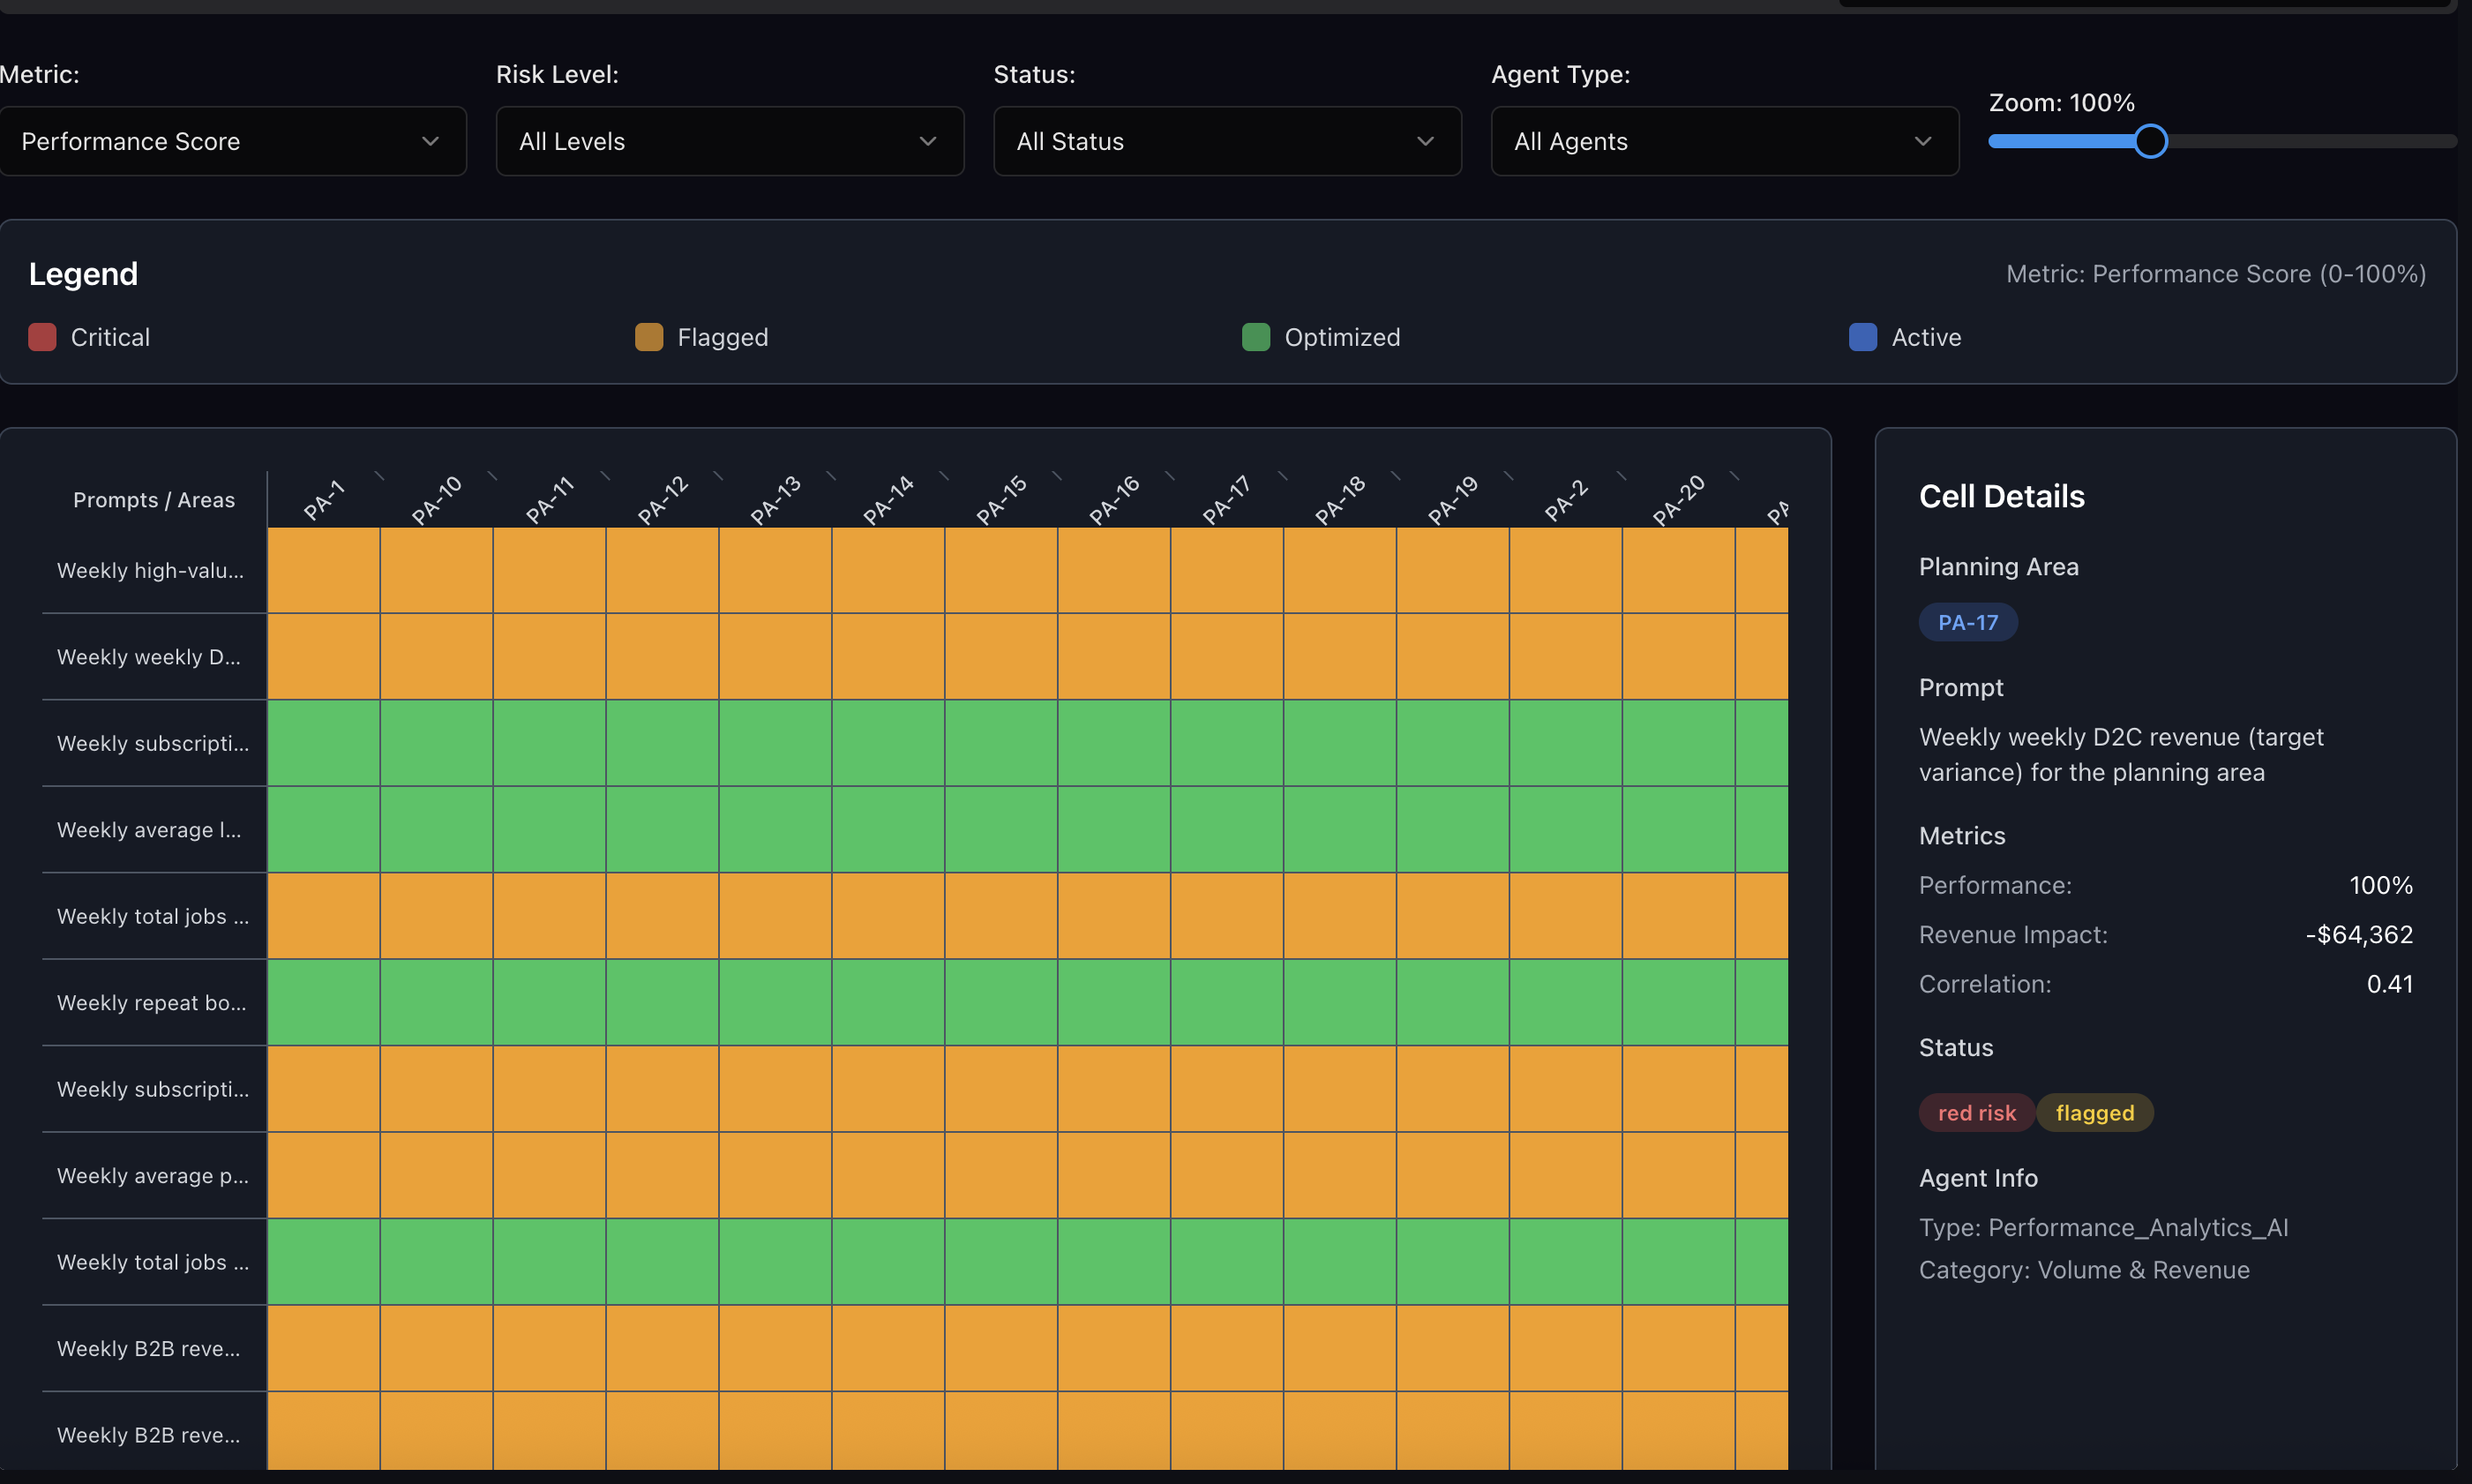 Metric:
Risk Level:
Status:
Agent Type:
Zoom: 100%
Performance Score
All Levels
All Status
All Agents
Legend
Metric: Performance Score (0-100%)
Critical
Flagged
Optimized
Active
Prompts / Areas
PA-1
PA-10
PA-11
PA-12
PA-13
PA-14
PA-15
PA-16
PA-17
PA-18
PA-19
PA-2
PA-20
PA
Weekly high-valu...
Weekly weekly D...
Weekly subscripti...
Weekly average l...
Weekly total jobs ...
Weekly repeat bo...
Weekly subscripti...
Weekly average p...
Weekly total jobs ...
Weekly B2B reve...
Weekly B2B reve...
Cell Details
Planning Area
PA-17
Prompt
Weekly weekly D2C revenue (target
variance) for the planning area
Metrics
Performance: 100%
Revenue Impact: -$64,362
Correlation: 0.41
Status
red risk flagged
Agent Info
Type: Performance_Analytics_AI
Category: Volume & Revenue